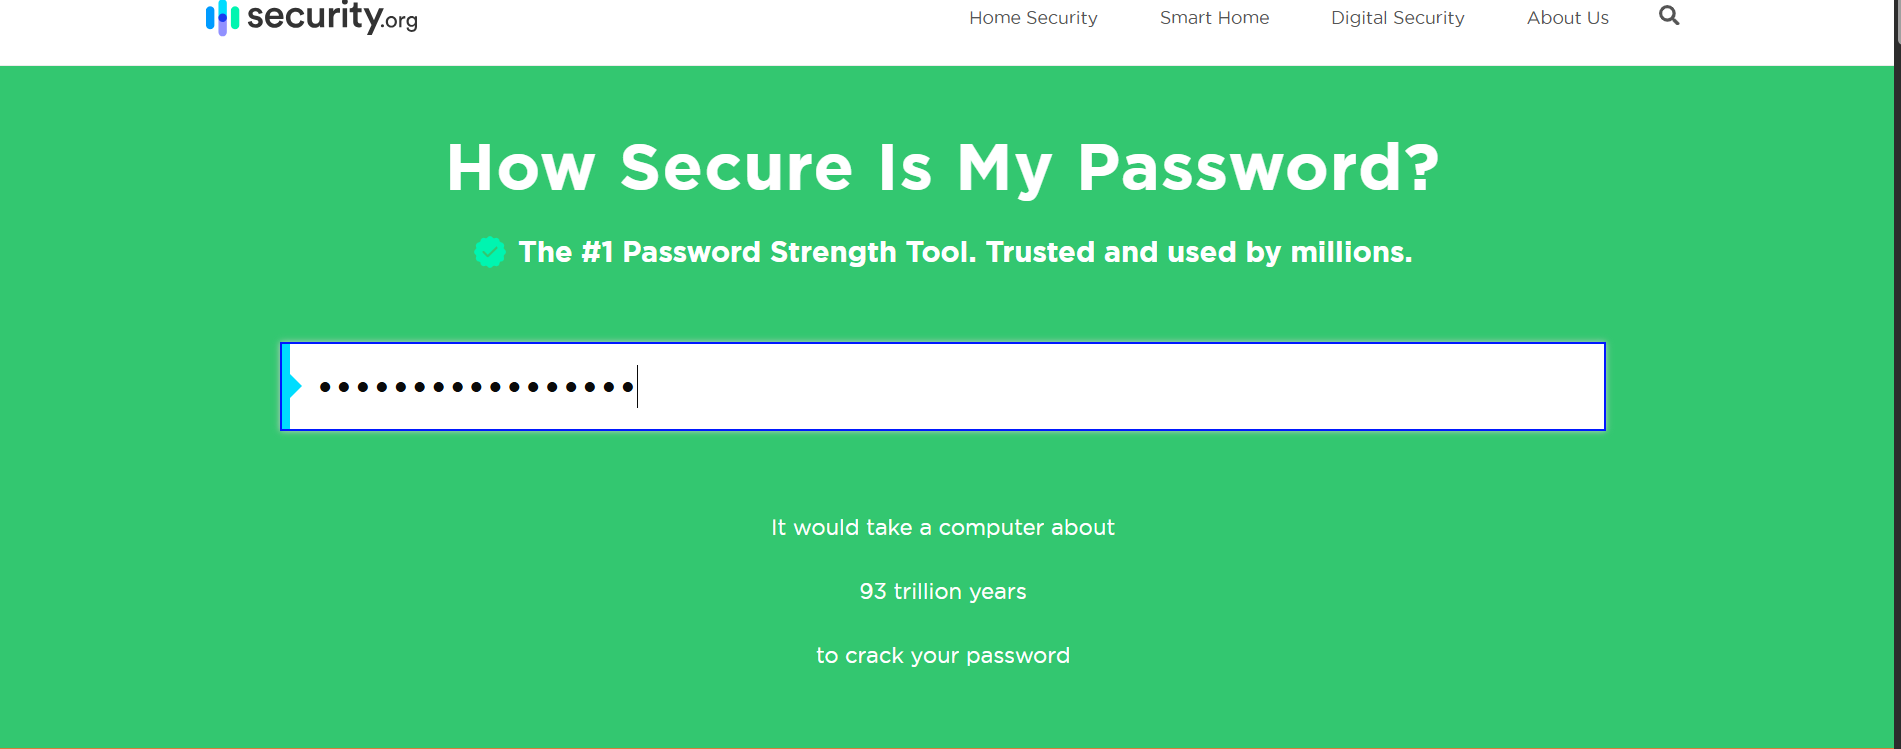 security.org
Home Security Smart Home Digital Security About Us
How Secure Is My Password?
The #1 Password Strength Tool. Trusted and used by millions.
•••••••••••••••••
It would take a computer about
93 trillion years
to crack your password